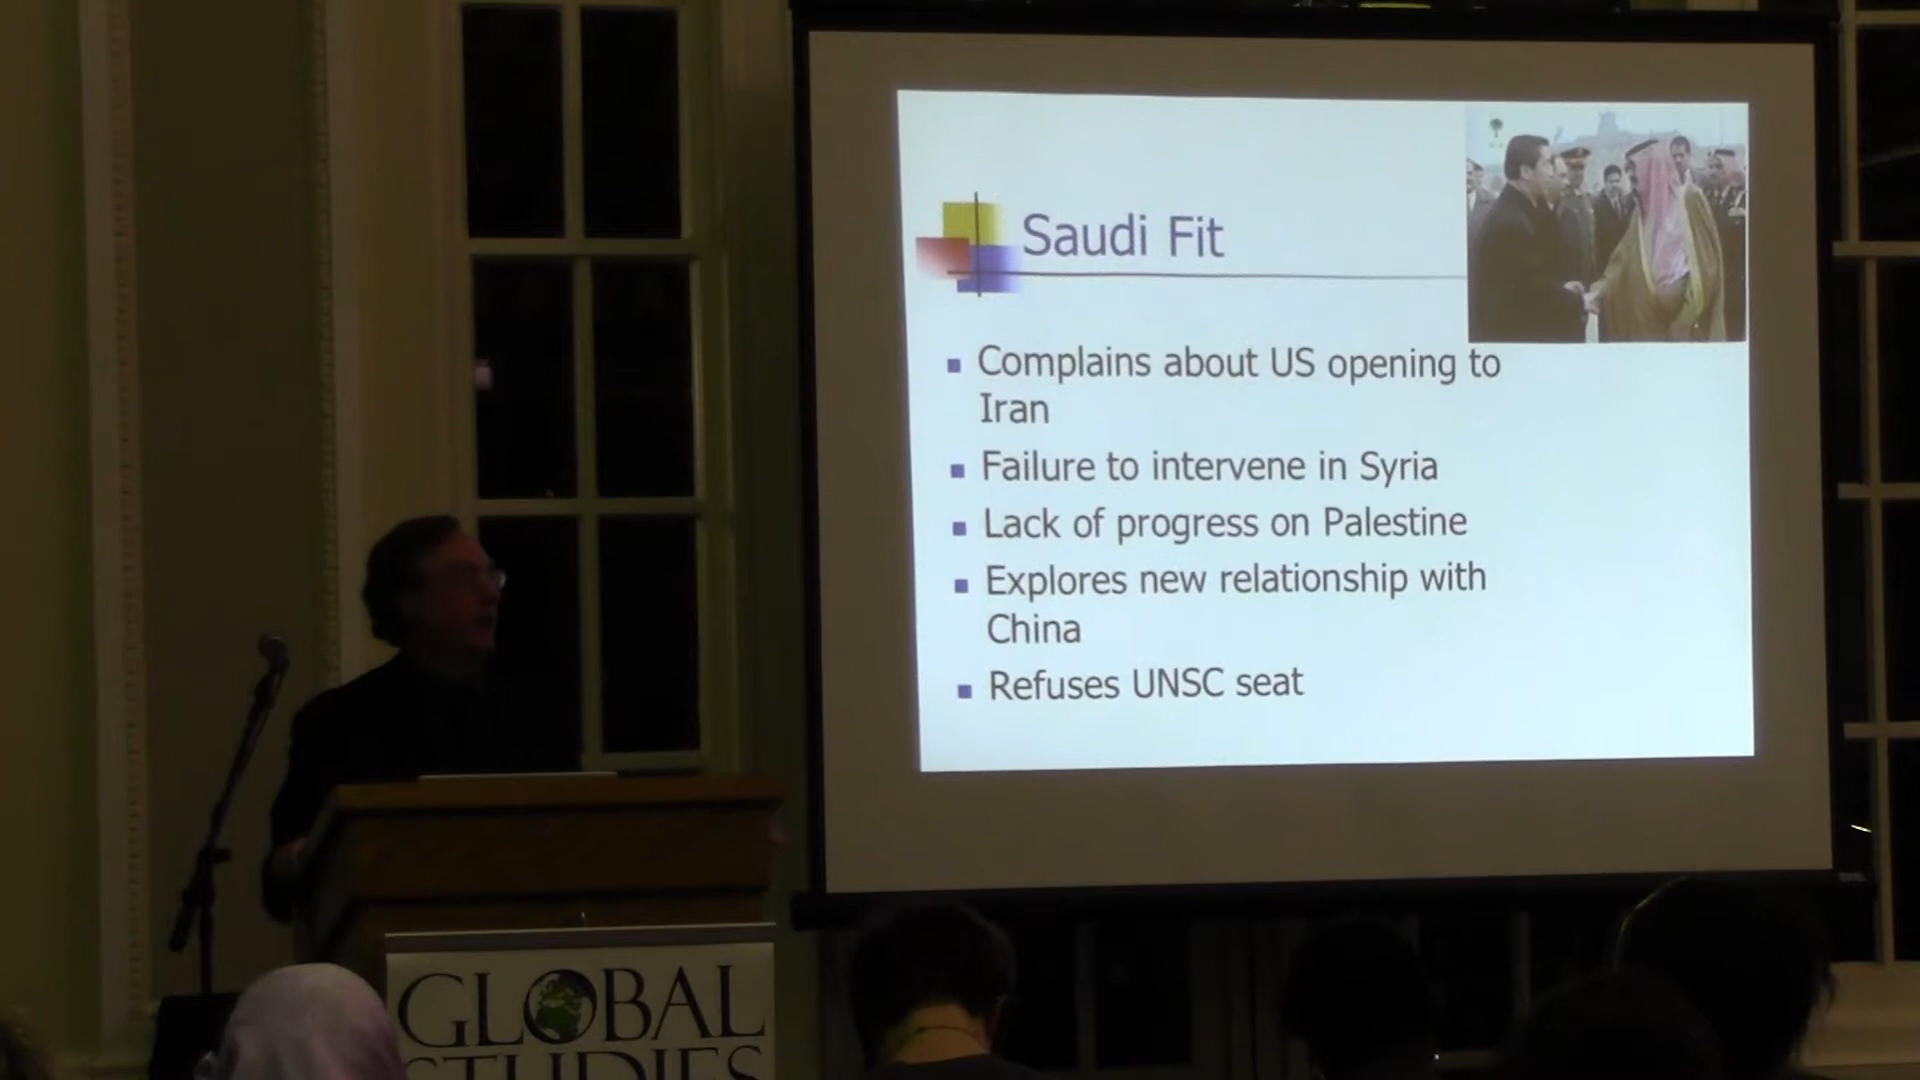 Saudi Fit
Complains about US opening to
Iran
Failure to intervene in Syria
Lack of progress on Palestine
Explores new relationship with
China
Refuses UNSC seat
GLOBAL
STUDIES